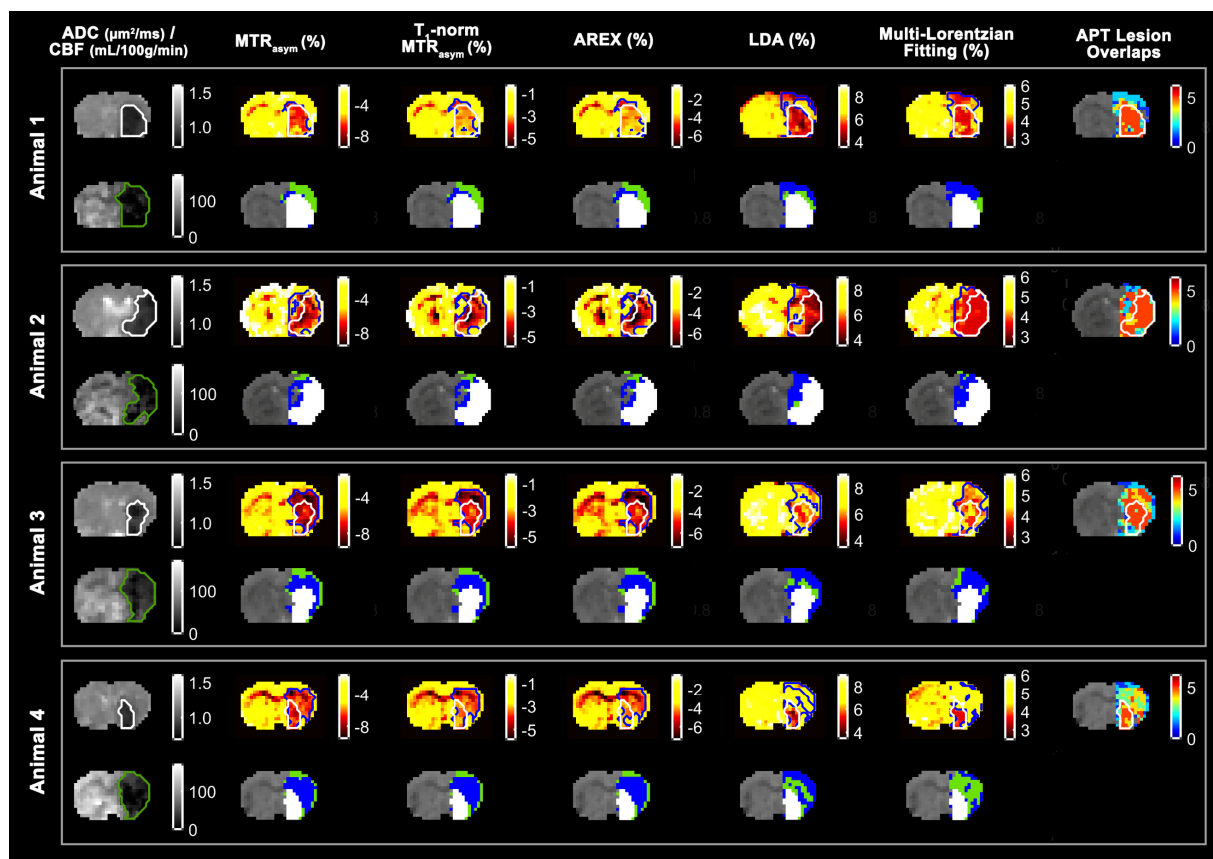 ADC (µm²/ms) / CBF (mL/100g/min)
MTRasym (%)
T1-norm MTRasym (%)
AREX (%)
LDA (%)
Multi-Lorentzian Fitting (%)
APT Lesion Overlaps
Animal 1
1.5 -4 -1 -2 8 6 5
1.0 -8 -3 -5 -4 -6 6 4 4 3 0
100
0
Animal 2
1.5 -4 -1 -2 8 6 5
1.0 -8 -3 -5 -4 -6 6 4 5 4 3 0
100
0
Animal 3
1.5 -4 -1 -2 8 6 5
1.0 -8 -3 -5 -4 -6 6 4 5 4 3 0
100
0
Animal 4
1.5 -4 -1 -2 8 6 5
1.0 -8 -3 -5 -4 -6 6 4 5 4 3 0
100
0